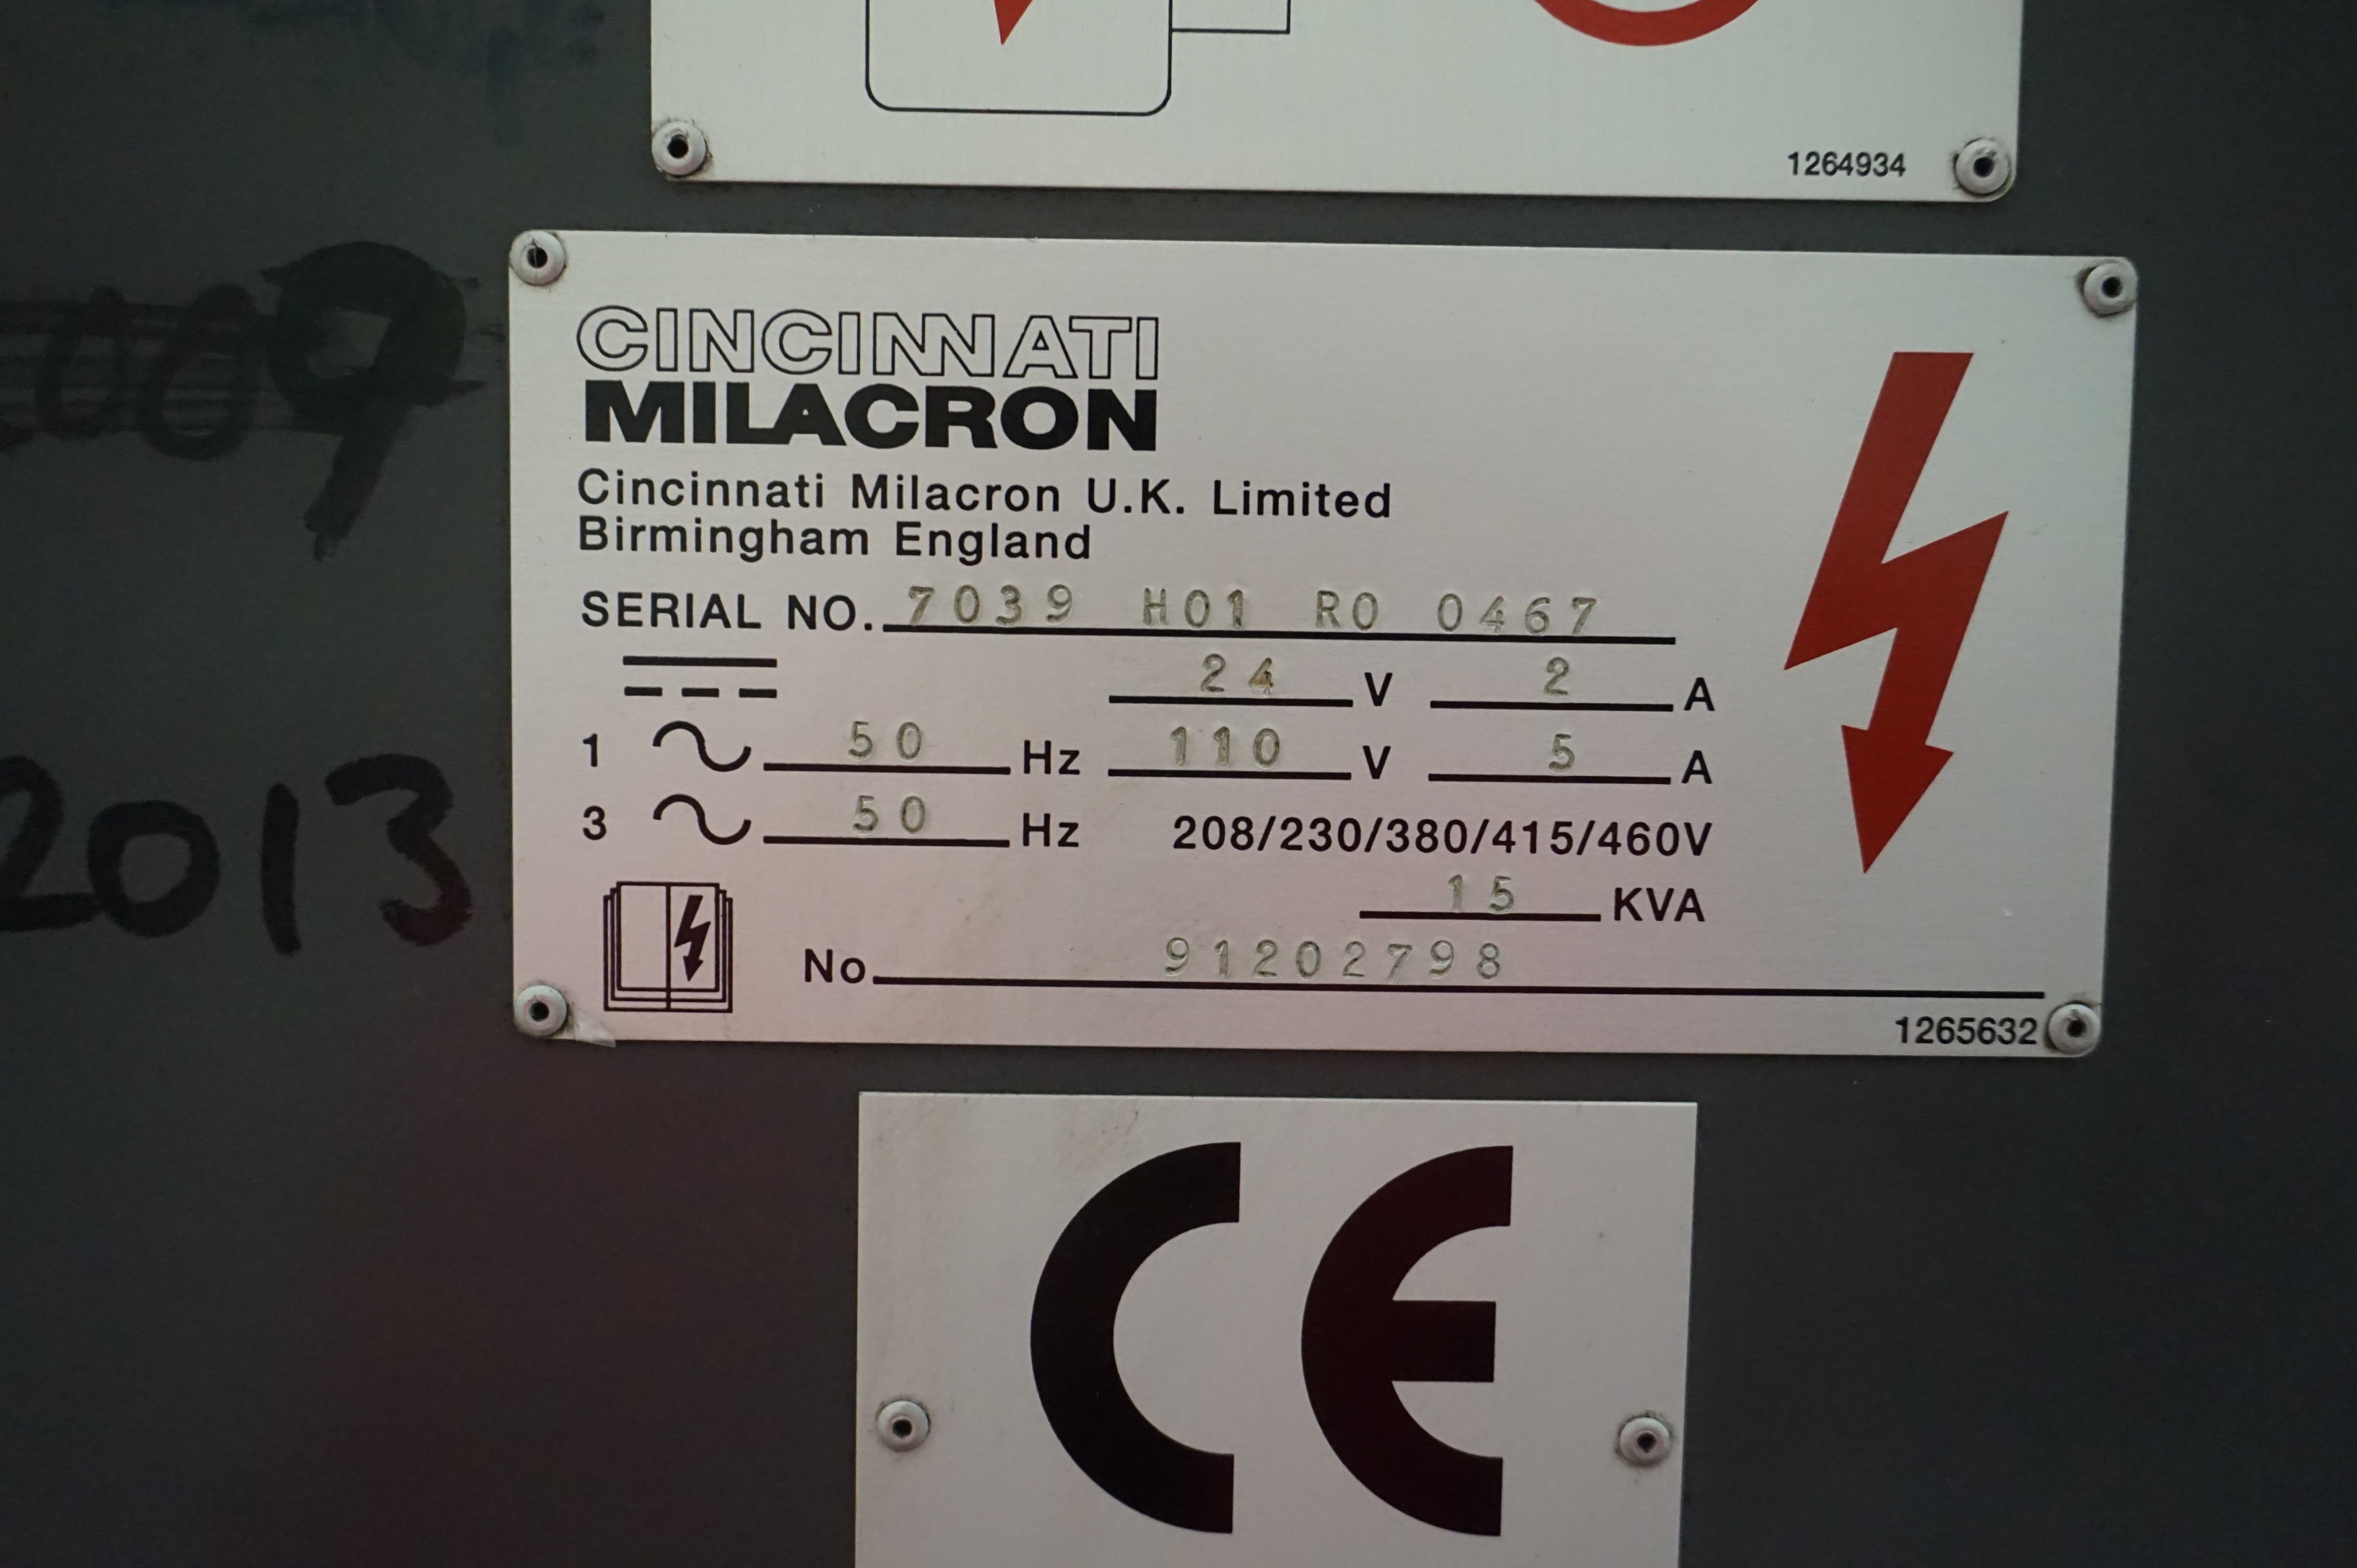 1264934
CINCINNATI
MILACRON
Cincinnati Milacron U.K. Limited
Birmingham England
SERIAL NO. 7039 H01 R0 0467
24 V 2 A
1 50 Hz 110 V 5 A
3 50 Hz 208/230/380/415/460V
15 KVA
No 91202798
1265632
2013
CE